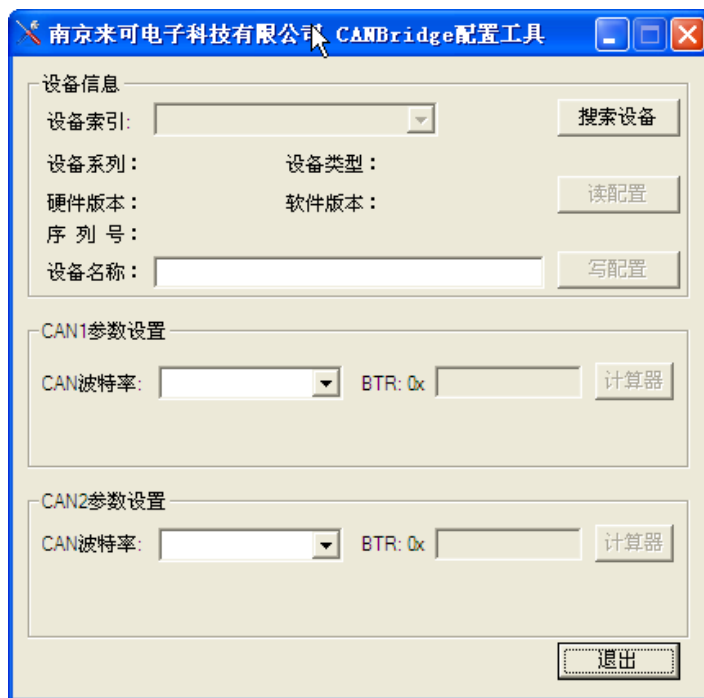 南京来可电子科技有限公司 CANBridge配置工具
设备信息
设备索引: 搜索设备
设备系列： 设备类型：
读配置
硬件版本： 软件版本：
序 列 号：
设备名称： 写配置
CAN1参数设置
CAN波特率: BTR: 0x 计算器
CAN2参数设置
CAN波特率: BTR: 0x 计算器
退出